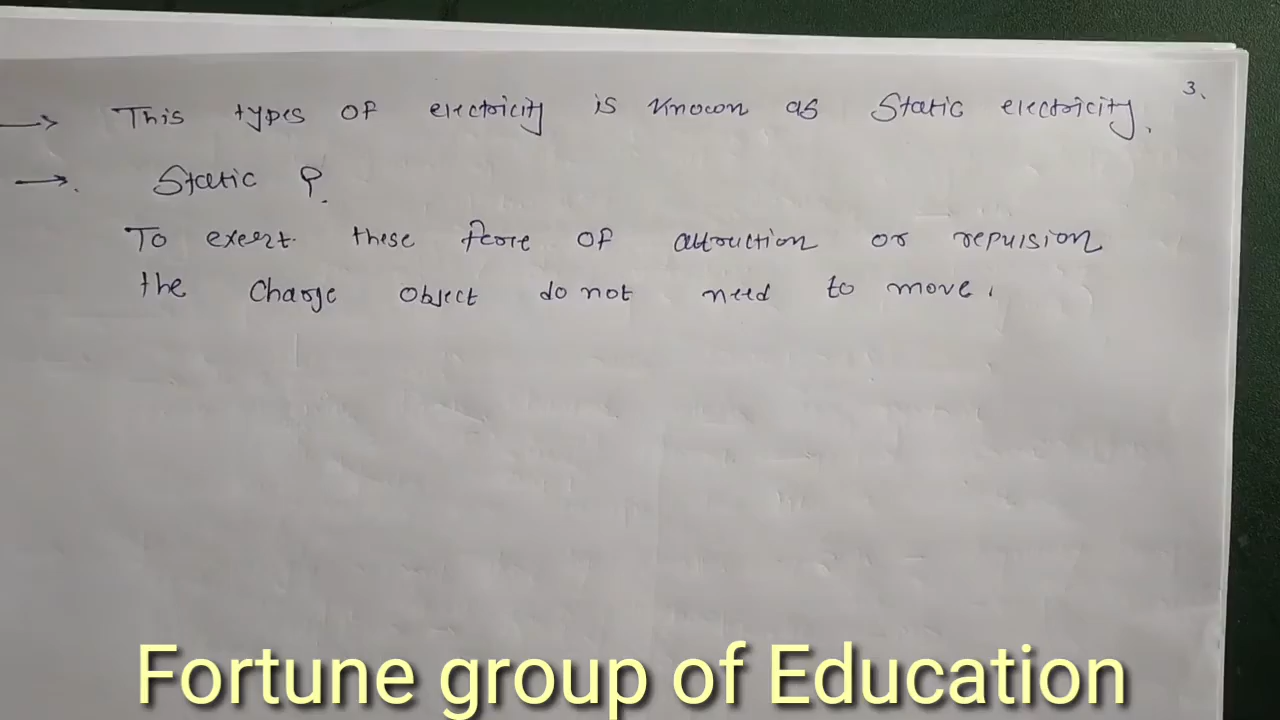 3.
→ This types of electricity is known as Static electricity.
→. Static ?
To exert these force of attruction or repulsion
the Charge object do not need to move.
Fortune group of Education